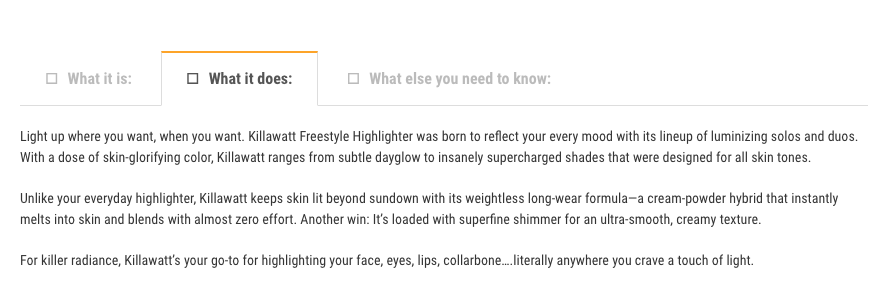 What it is:
What it does:
What else you need to know:
Light up where you want, when you want. Killawatt Freestyle Highlighter was born to reflect your every mood with its lineup of luminizing solos and duos.
With a dose of skin-glorifying color, Killawatt ranges from subtle dayglow to insanely supercharged shades that were designed for all skin tones.
Unlike your everyday highlighter, Killawatt keeps skin lit beyond sundown with its weightless long-wear formula—a cream-powder hybrid that instantly
melts into skin and blends with almost zero effort. Another win: It’s loaded with superfine shimmer for an ultra-smooth, creamy texture.
For killer radiance, Killawatt’s your go-to for highlighting your face, eyes, lips, collarbone….literally anywhere you crave a touch of light.